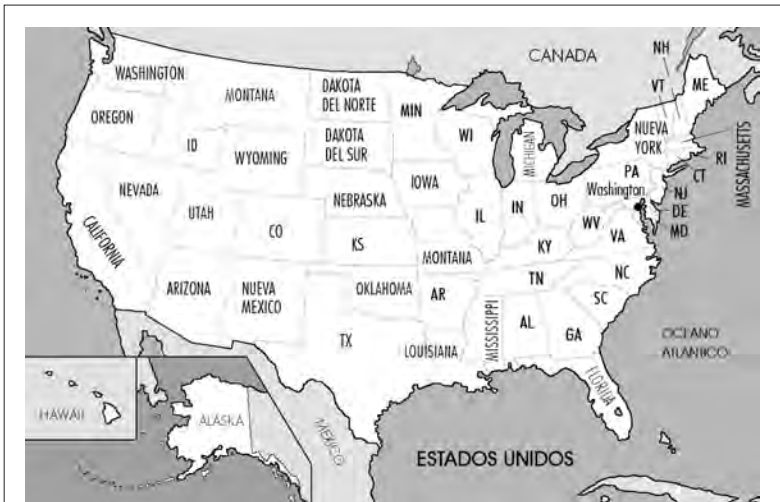 CANADA
NH
WASHINGTON
MONTANA
DAKOTA
DEL NORTE
MIN
VT
ME
OREGON
ID
WYOMING
DAKOTA
DEL SUR
WI
MICHIGAN
NUEVA
YORK
MASSACHUSETTS
RI
CT
NEVADA
UTAH
CO
NEBRASKA
IOWA
IL
IN
OH
PA
Washington
NJ
DE
MD
WV
VA
CALIFORNIA
KS
MONTANA
KY
NC
TN
ARIZONA
NUEVA
MEXICO
OKLAHOMA
AR
SC
TX
LOUISIANA
MISSISSIPPI
AL
GA
OCEANO
ATLANTICO
FLORIDA
HAWAII
ALASKA
MEXICO
ESTADOS UNIDOS